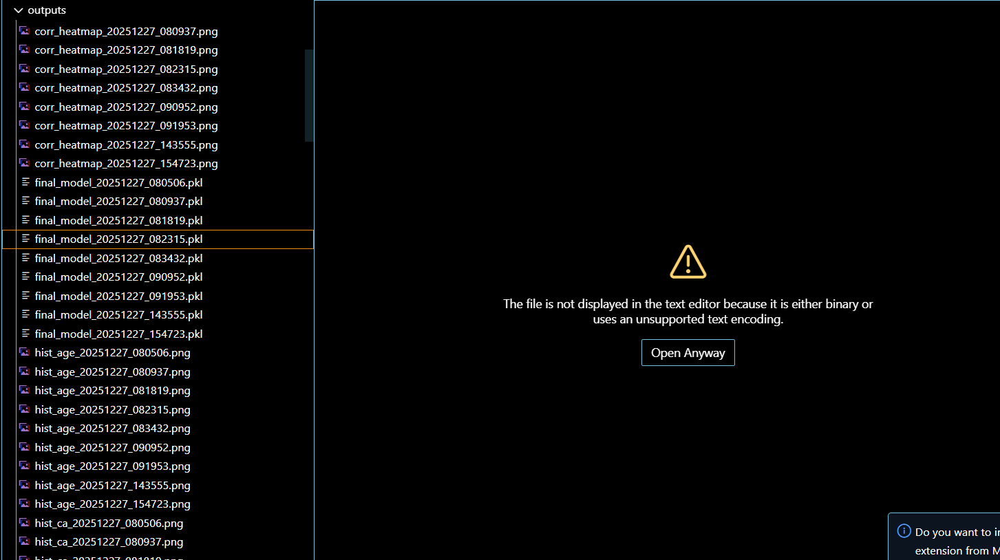 outputs
corr_heatmap_20251227_080937.png
corr_heatmap_20251227_081819.png
corr_heatmap_20251227_082315.png
corr_heatmap_20251227_083432.png
corr_heatmap_20251227_090952.png
corr_heatmap_20251227_091953.png
corr_heatmap_20251227_143555.png
corr_heatmap_20251227_154723.png
final_model_20251227_080506.pkl
final_model_20251227_080937.pkl
final_model_20251227_081819.pkl
final_model_20251227_082315.pkl
final_model_20251227_083432.pkl
final_model_20251227_090952.pkl
final_model_20251227_091953.pkl
final_model_20251227_143555.pkl
final_model_20251227_154723.pkl
hist_age_20251227_080506.png
hist_age_20251227_080937.png
hist_age_20251227_081819.png
hist_age_20251227_082315.png
hist_age_20251227_083432.png
hist_age_20251227_090952.png
hist_age_20251227_091953.png
hist_age_20251227_143555.png
hist_age_20251227_154723.png
hist_ca_20251227_080506.png
hist_ca_20251227_080937.png
hist_ca_20251227_081819.png
The file is not displayed in the text editor because it is either binary or
uses an unsupported text encoding.
Open Anyway
Do you want to
extension from M